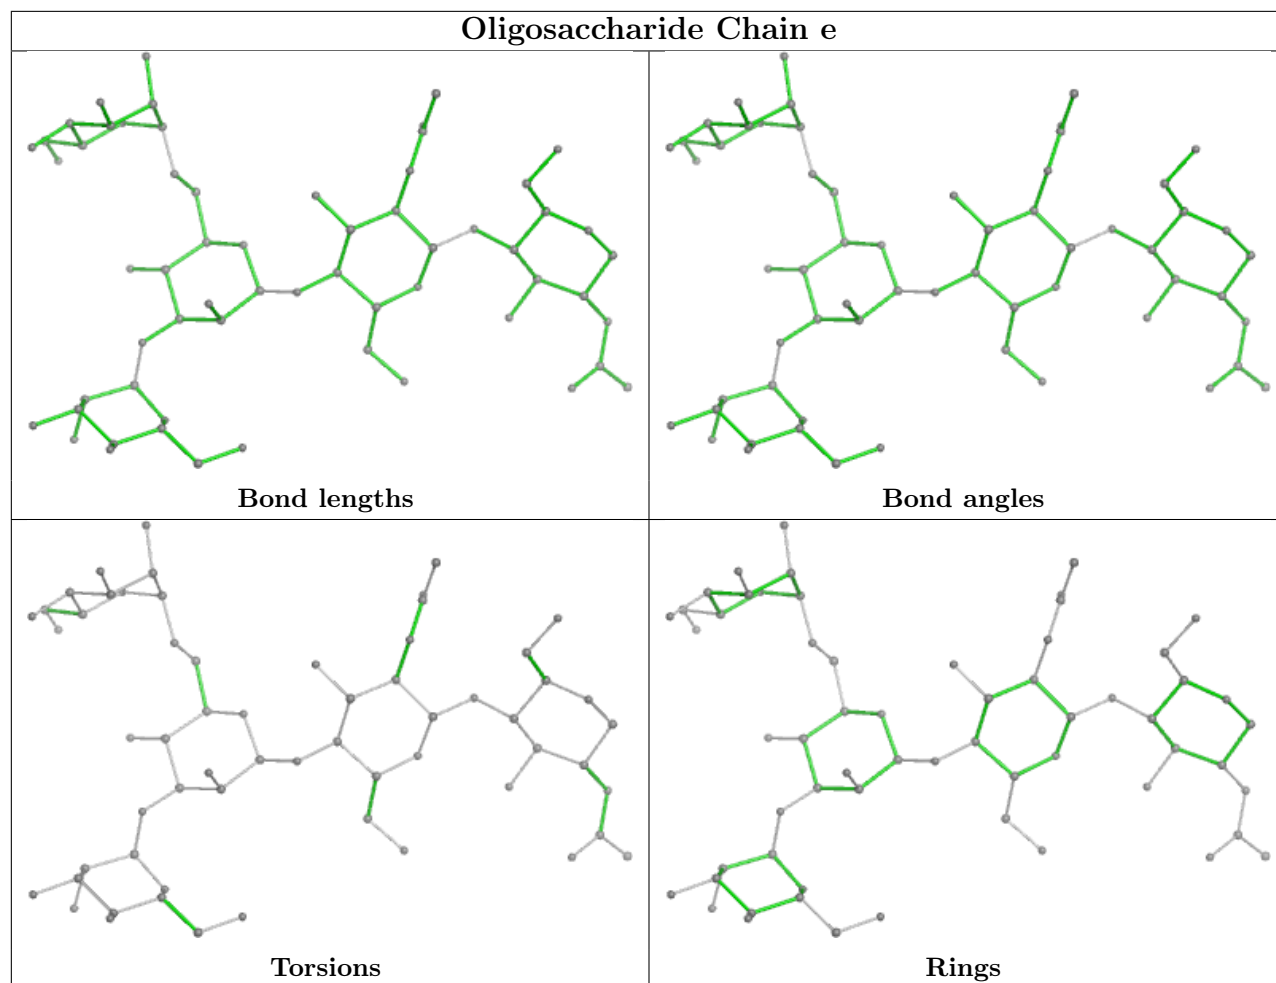 Oligosaccharide Chain e
Bond lengths
Bond angles
Torsions
Rings